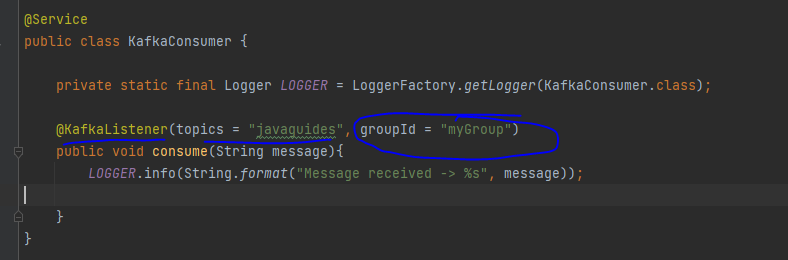 @Service
public class KafkaConsumer {
private static final Logger LOGGER = LoggerFactory.getLogger(KafkaConsumer.class);
@KafkaListener(topics = "javaguides", groupId = "myGroup")
public void consume(String message){
LOGGER.info(String.format("Message received -> %s", message));
}
}